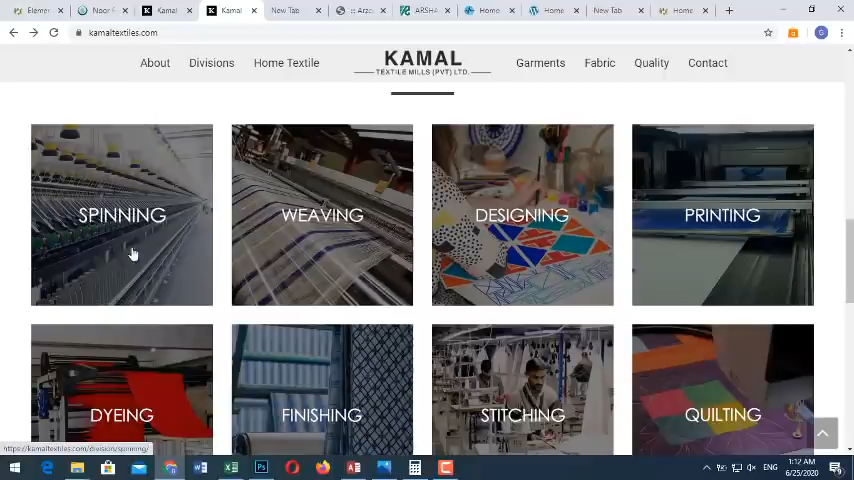 Elemen
Noor F
Kamal
Kamal
New Tab
:: Arza
ARSHA
Home
Home
New Tab
Home
kamaltextiles.com
About Divisions Home Textile KAMAL Garments Fabric Quality Contact
TEXTILE MILLS (PVT) LTD.
SPINNING WEAVING DESIGNING PRINTING
DYEING FINISHING STITCHING QUILTING
https://kamaltextiles.com/division/spinning/
ENG
1:12 AM
6/25/2020